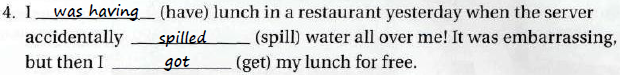 4. I was having (have) lunch in a restaurant yesterday when the server
accidentally spilled (spill) water all over me! It was embarrassing,
but then I got (get) my lunch for free.